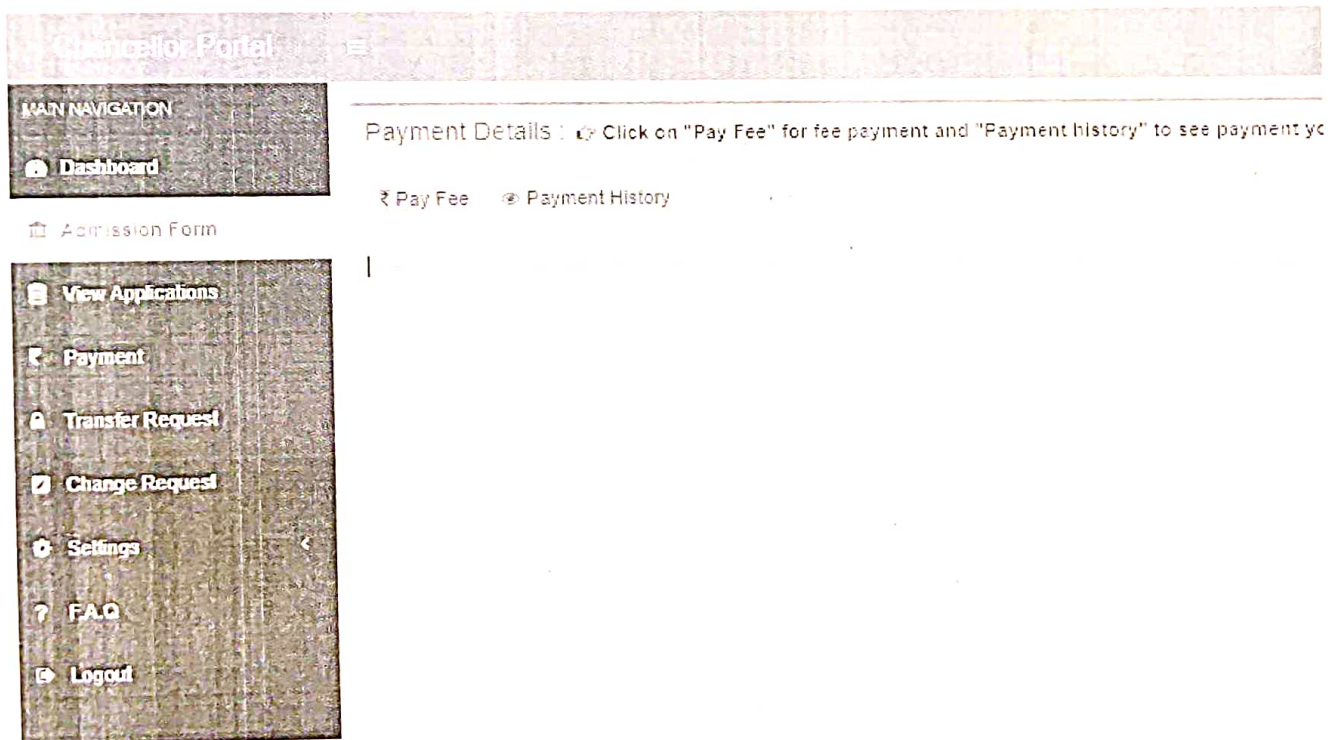 Chancellor Portal
MAIN NAVIGATION
Dashboard
Admission Form
View Applications
₹ Payment
Transfer Request
Change Request
Settings
? F.A.Q
Logout
Payment Details : Click on "Pay Fee" for fee payment and "Payment history" to see payment yo
₹ Pay Fee Payment History